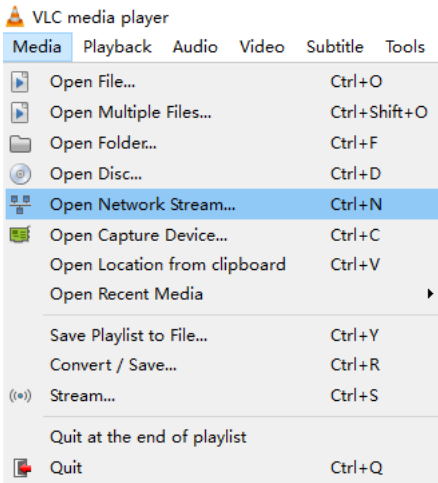 VLC media player
Media Playback Audio Video Subtitle Tools
Open File... Ctrl+O
Open Multiple Files... Ctrl+Shift+O
Open Folder... Ctrl+F
Open Disc... Ctrl+D
Open Network Stream... Ctrl+N
Open Capture Device... Ctrl+C
Open Location from clipboard Ctrl+V
Open Recent Media
Save Playlist to File... Ctrl+Y
Convert / Save... Ctrl+R
Stream... Ctrl+S
Quit at the end of playlist
Quit Ctrl+Q